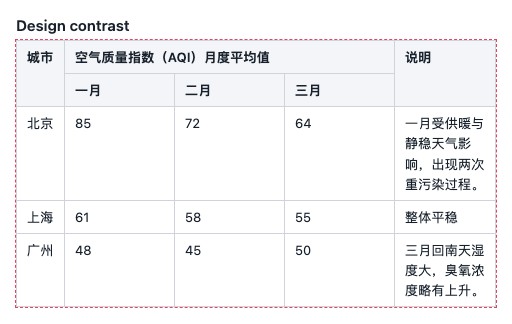 Design contrast
城市 空气质量指数（AQI）月度平均值 说明
一月 二月 三月
北京 85 72 64 一月受供暖与
静稳天气影
响，出现两次
重污染过程。
上海 61 58 55 整体平稳
广州 48 45 50 三月回南天湿
度大，臭氧浓
度略有上升。